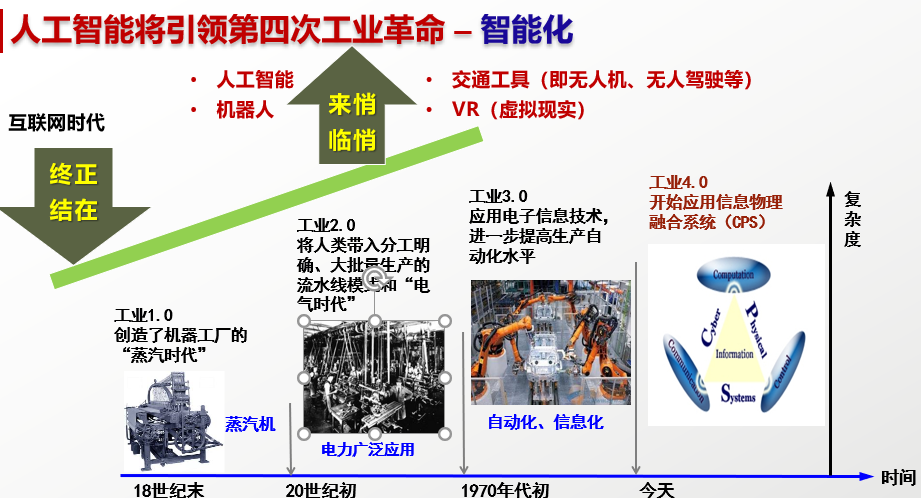 人工智能将引领第四次工业革命 – 智能化
• 人工智能
• 机器人
• 交通工具（即无人机、无人驾驶等）
• VR（虚拟现实）
来悄
临悄
互联网时代
终正
结在
工业1.0
创造了机器工厂的
“蒸汽时代”
蒸汽机
工业2.0
将人类带入分工明
确、大批量生产的
流水线模式和“电
气时代”
电力广泛应用
工业3.0
应用电子信息技术，
进一步提高生产自
动化水平
自动化、信息化
工业4.0
开始应用信息物理
融合系统（CPS）
Computation
Cyber
Physical
Information
Communication
Control
Systems
复
杂
度
18世纪末
20世纪初
1970年代初
今天
时间